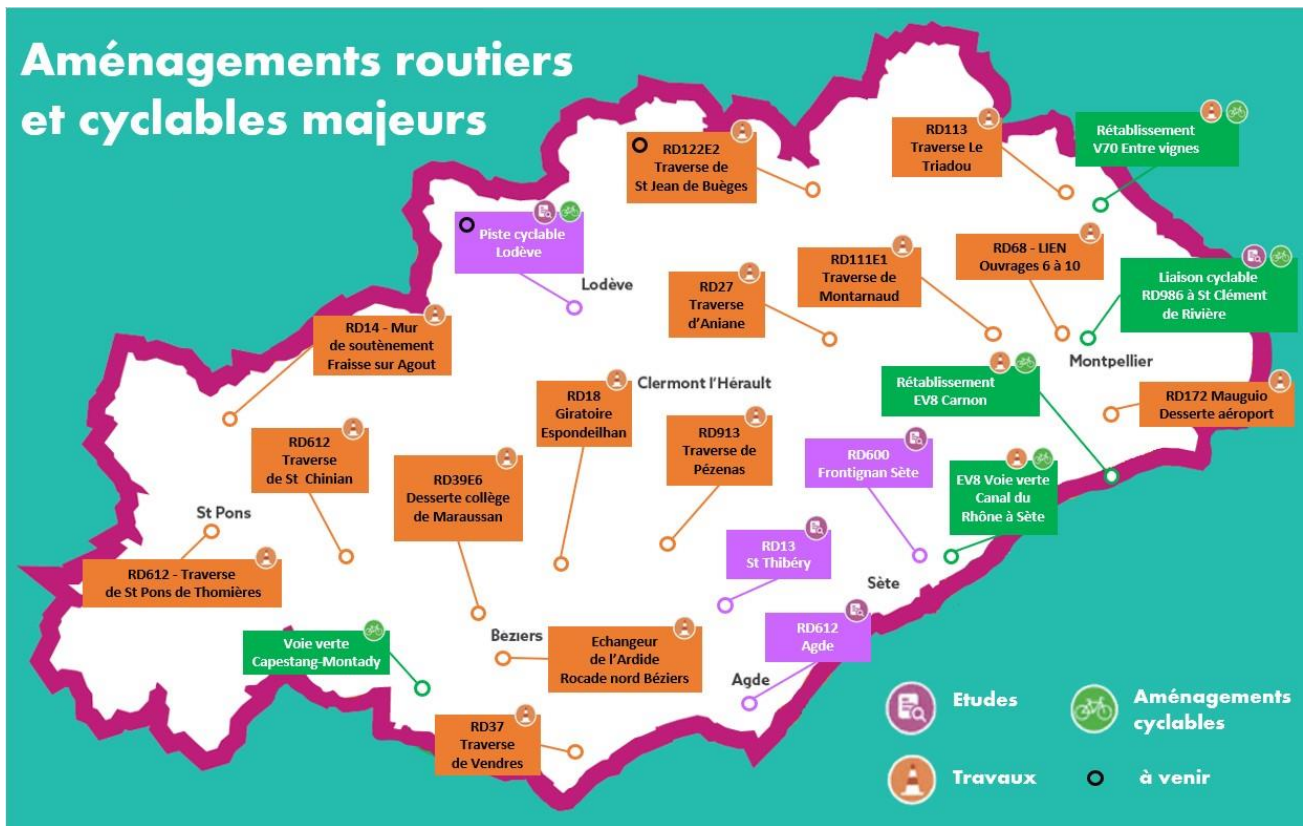 Aménagements routiers
et cyclables majeurs
RD122E2
Traverse de
St Jean de Buèges
RD113
Traverse Le
Triadou
Rétablissement
V70 Entre vignes
Piste cyclable
Lodève
Lodève
RD27
Traverse
d'Aniane
RD111E1
Traverse de
Montarnaud
RD68 - LIEN
Ouvrages 6 à 10
Liaison cyclable
RD986 à St Clément
de Rivière
RD14 - Mur
de soutènement
Fraisse sur Agout
Montpellier
Clermont l'Hérault
Rétablissement
EV8 Carnon
RD172 Mauguio
Desserte aéroport
RD18
Giratoire
Espondeilhan
RD612
Traverse
de St Chinian
RD913
Traverse de
Pézenas
RD600
Frontignan Sète
RD39E6
Desserte collège
de Maraussan
EV8 Voie verte
Canal du
Rhône à Sète
St Pons
RD612 - Traverse
de St Pons de Thomières
RD13
St Thibéry
Sète
Béziers
Voie verte
Capestang-Montady
Echangeur
de l'Ardide
Rocade nord Béziers
RD612
Agde
Agde
RD37
Traverse
de Vendres
Etudes
Aménagements
cyclables
Travaux
à venir